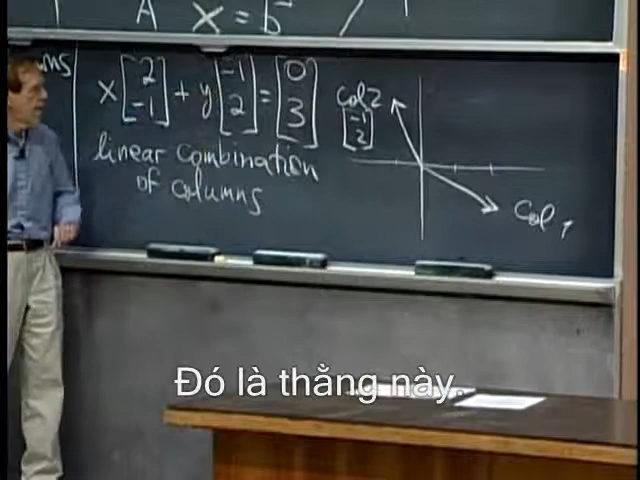 A x = b
x [2 -1] + y [-1 2] = [0 3]
linear combination
of columns
col 2
[-1 2]
col 1
Đó là thằng này.